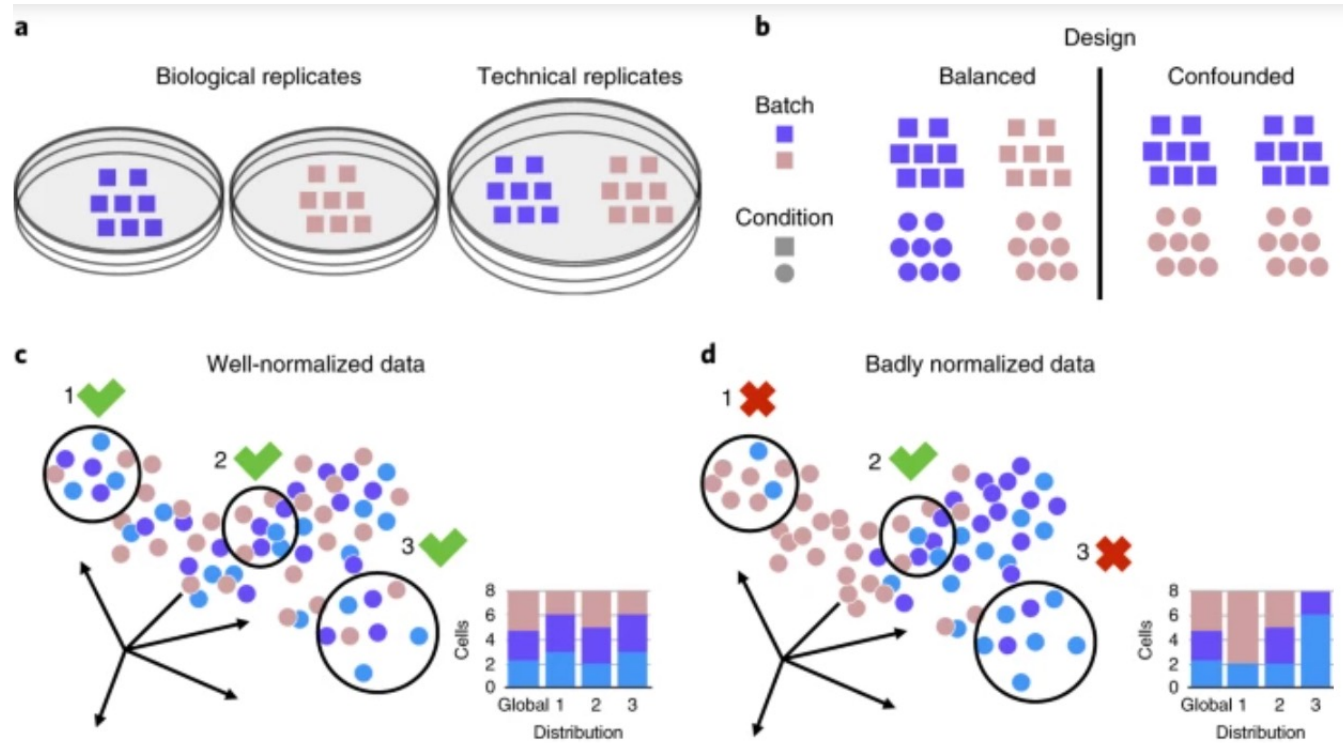 a
Biological replicates
Technical replicates
b
Design
Balanced
Confounded
Batch
Condition
c
Well-normalized data
1
2
3
Cells
8
6
4
2
0
Global 1 2 3
Distribution
d
Badly normalized data
1
2
3
Cells
8
6
4
2
0
Global 1 2 3
Distribution